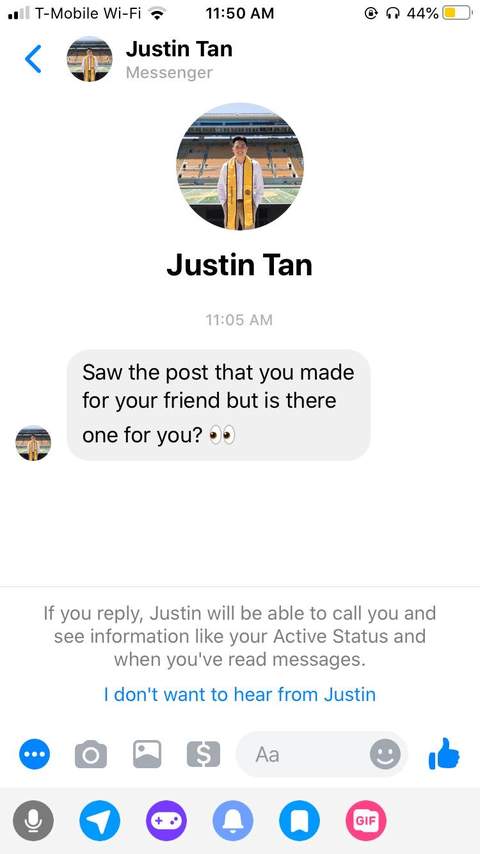 T-Mobile Wi-Fi 11:50 AM 44%
Justin Tan
Messenger
Justin Tan
11:05 AM
Saw the post that you made
for your friend but is there
one for you? 👀
If you reply, Justin will be able to call you and
see information like your Active Status and
when you've read messages.
I don't want to hear from Justin
Aa
GIF